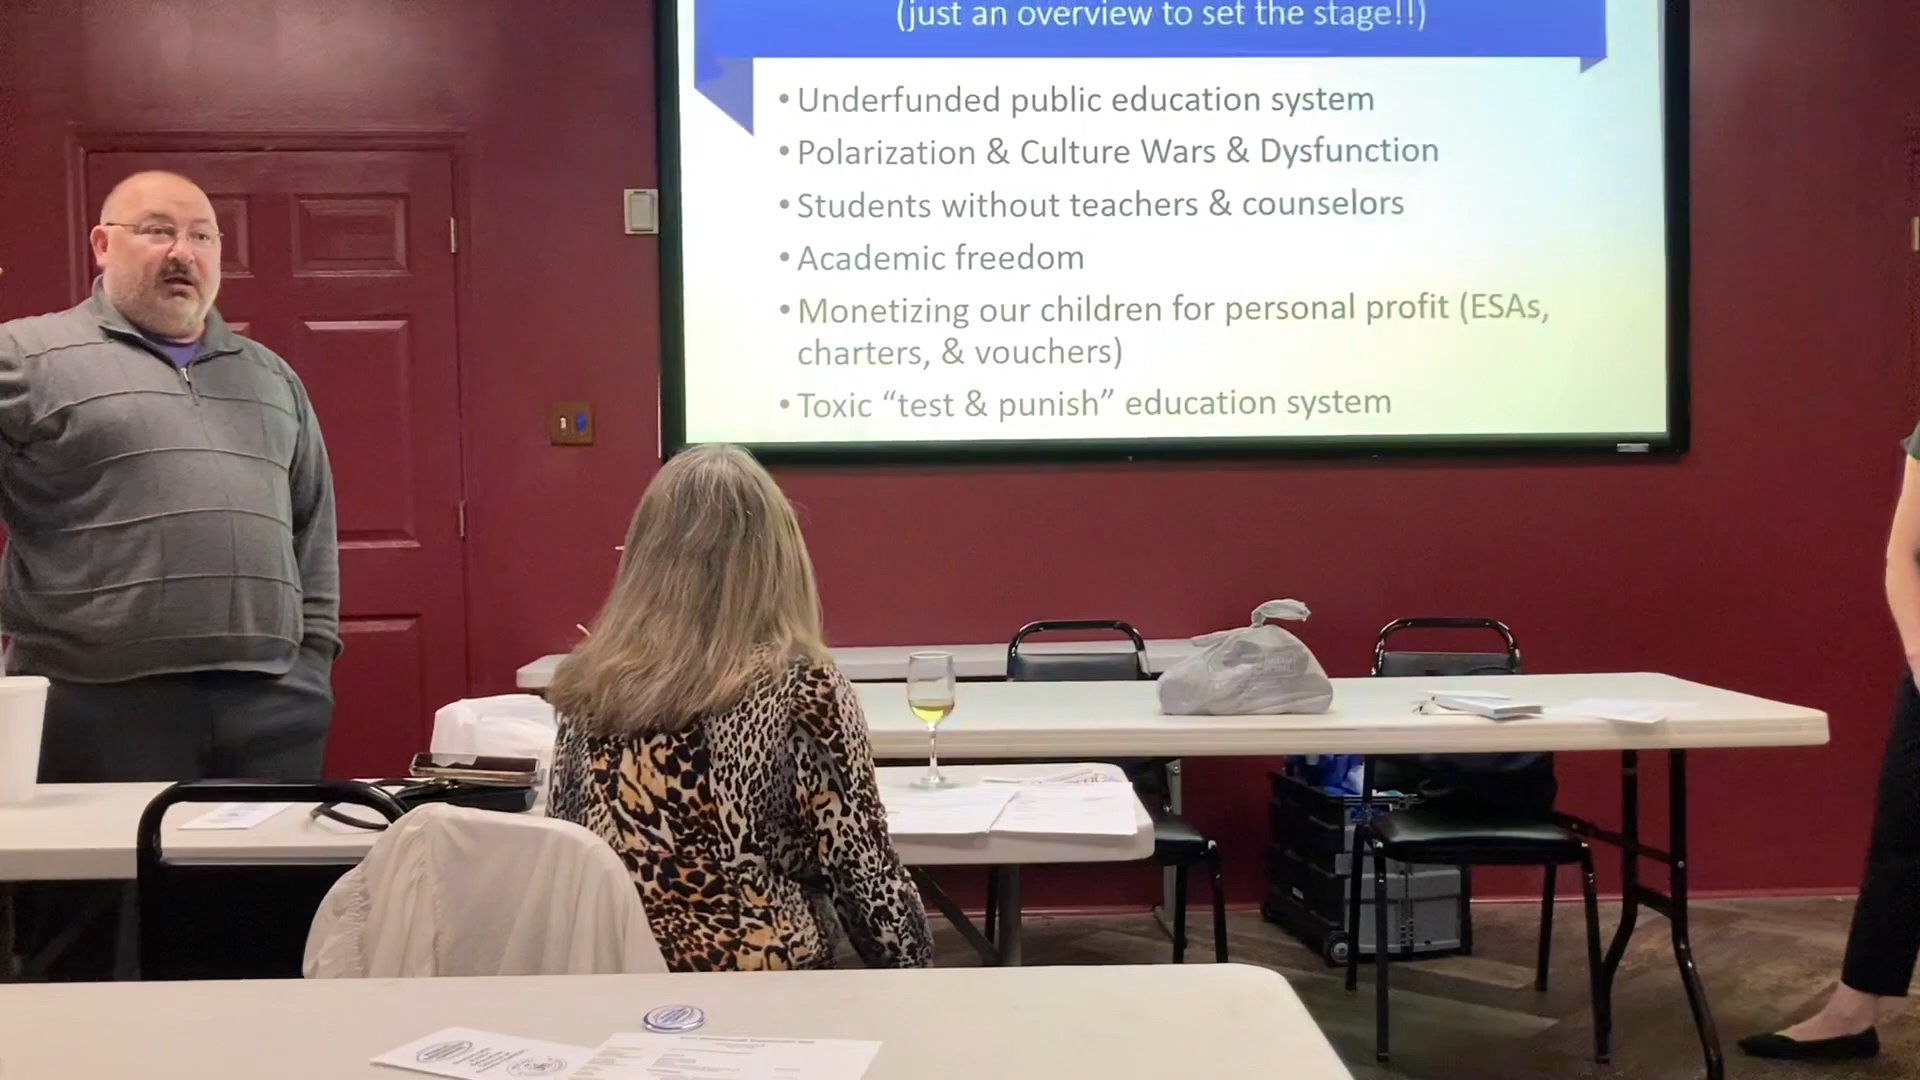 (just an overview to set the stage!!)
• Underfunded public education system
• Polarization & Culture Wars & Dysfunction
• Students without teachers & counselors
• Academic freedom
• Monetizing our children for personal profit (ESAs,
charters, & vouchers)
• Toxic “test & punish” education system